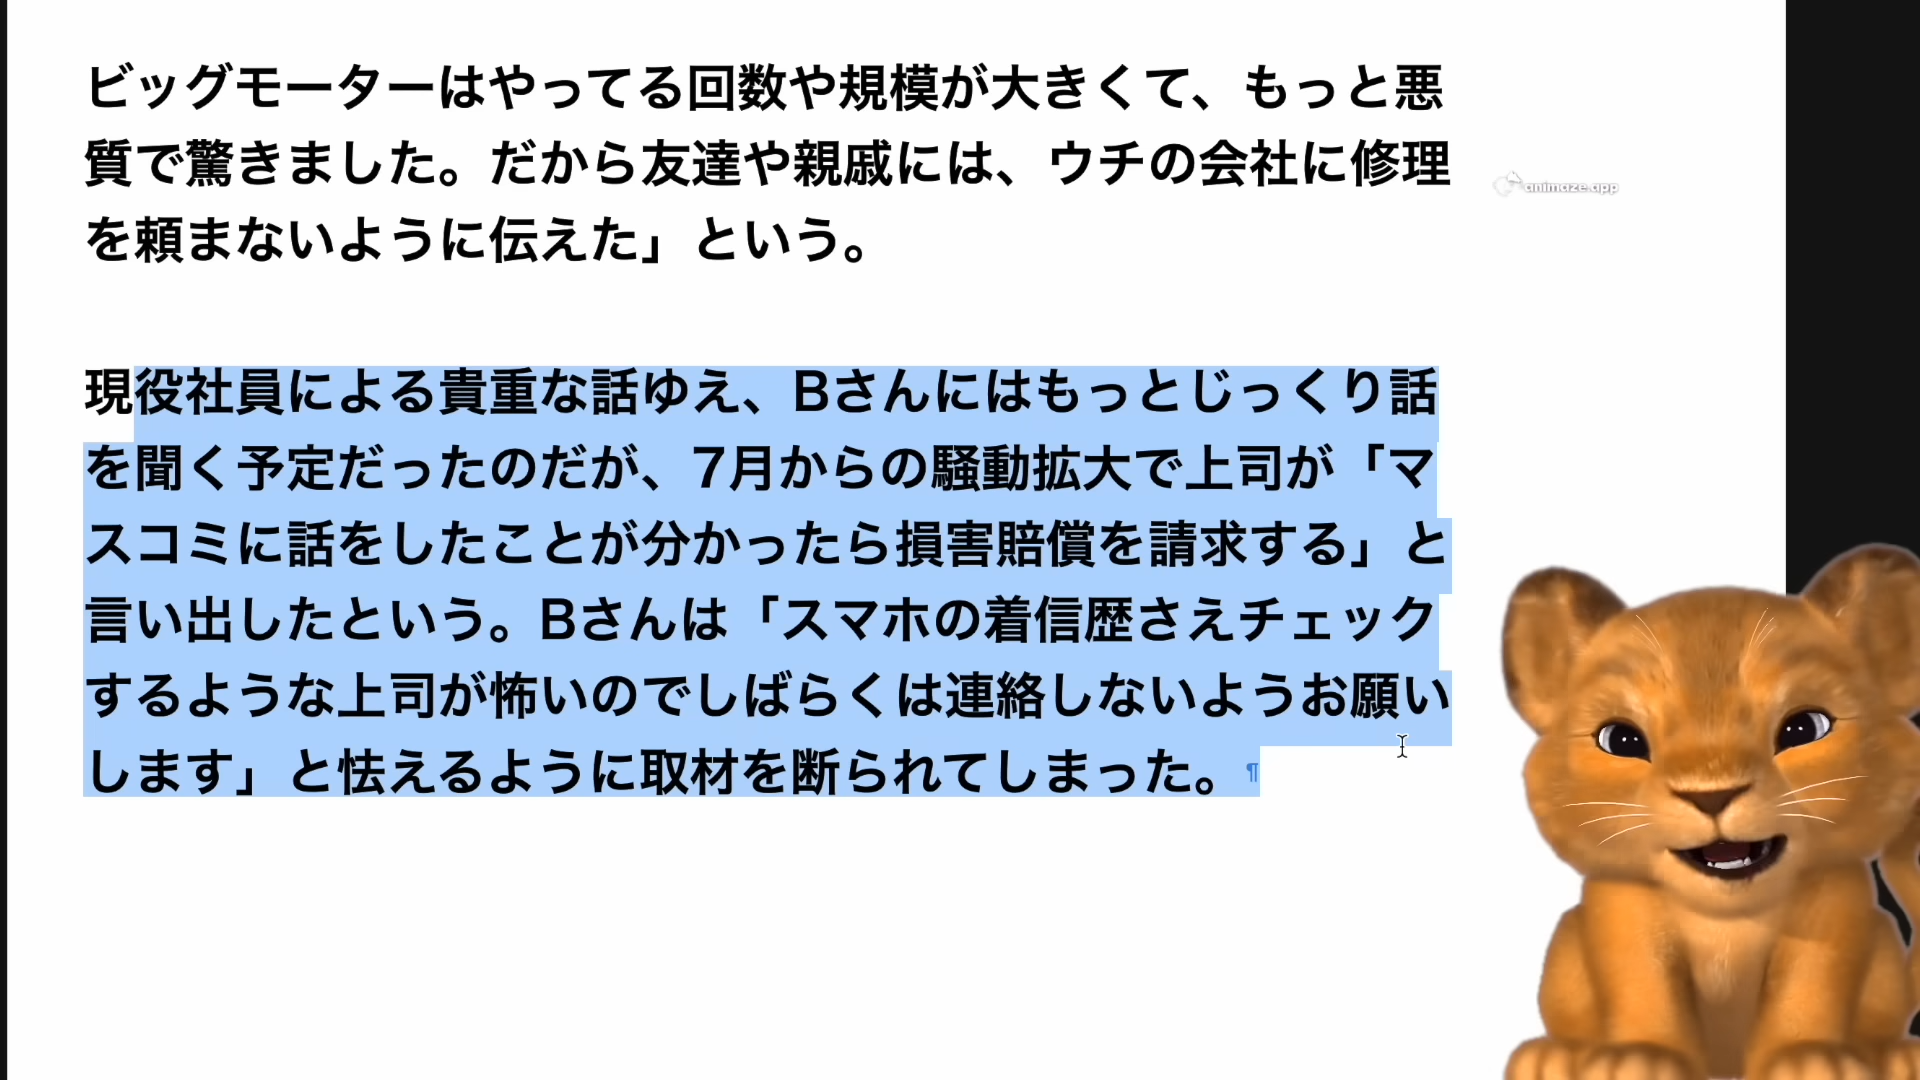 ビッグモーターはやってる回数や規模が大きくて、もっと悪
質で驚きました。だから友達や親戚には、ウチの会社に修理
を頼まないように伝えた」という。
animaze.app
現役社員による貴重な話ゆえ、Bさんにはもっとじっくり話
を聞く予定だったのだが、7月からの騒動拡大で上司が「マ
スコミに話をしたことが分かったら損害賠償を請求する」と
言い出したという。Bさんは「スマホの着信歴さえチェック
するような上司が怖いのでしばらくは連絡しないようお願い
します」と怯えるように取材を断られてしまった。